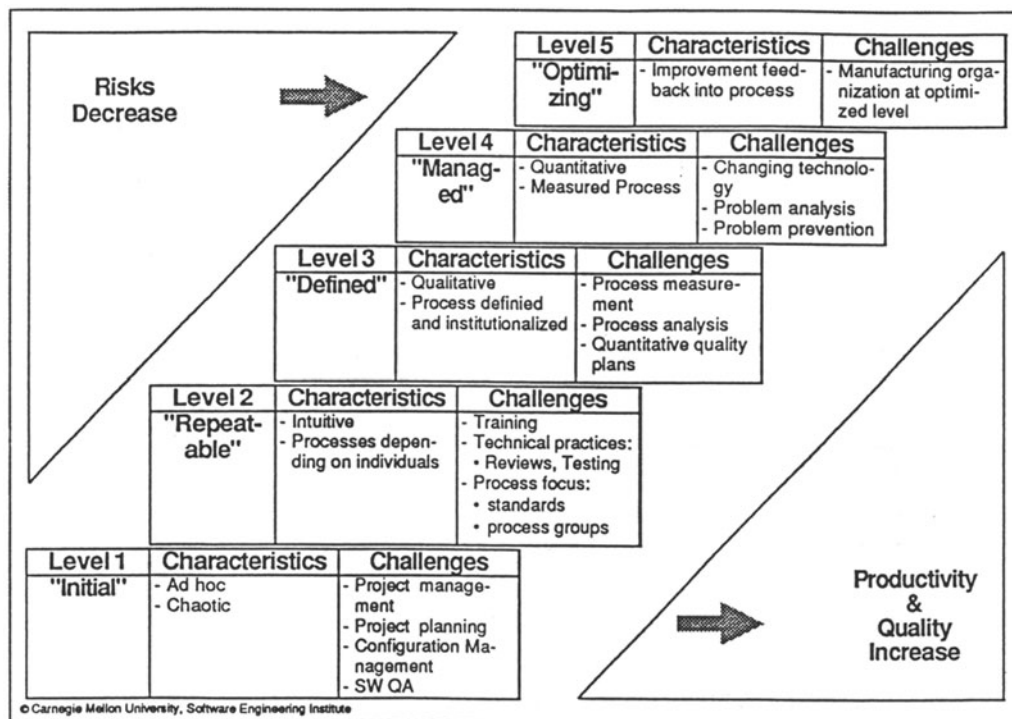 Risks
Decrease
Level 5
"Optimi-
zing"
Characteristics
- Improvement feed-
back into process
Challenges
- Manufacturing orga-
nization at optimi-
zed level
Level 4
"Manag-
ed"
Characteristics
- Quantitative
- Measured Process
Challenges
- Changing technolo-
gy
- Problem analysis
- Problem prevention
Level 3
"Defined"
Characteristics
- Qualitative
- Process definied
and institutionalized
Challenges
- Process measure-
ment
- Process analysis
- Quantitative quality
plans
Level 2
"Repeat-
able"
Characteristics
- Intuitive
- Processes depen-
ding on individuals
Challenges
- Training
- Technical practices:
• Reviews, Testing
- Process focus:
• standards
• process groups
Level 1
"Initial"
Characteristics
- Ad hoc
- Chaotic
Challenges
- Project manage-
ment
- Project planning
- Configuration Ma-
nagement
- SW QA
Productivity
&
Quality
Increase
© Carnegie Mellon University, Software Engineering Institute